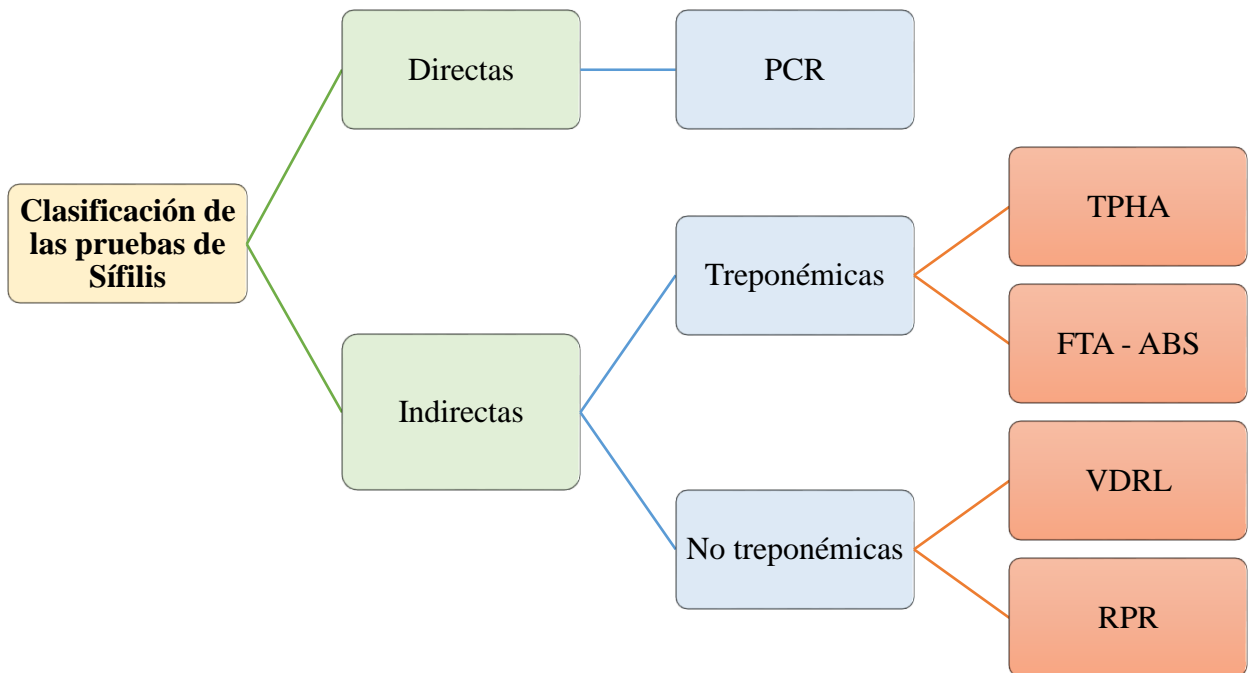 Clasificación de
las pruebas de
Sífilis
Directas
PCR
Indirectas
Treponémicas
TPHA
FTA - ABS
No treponémicas
VDRL
RPR